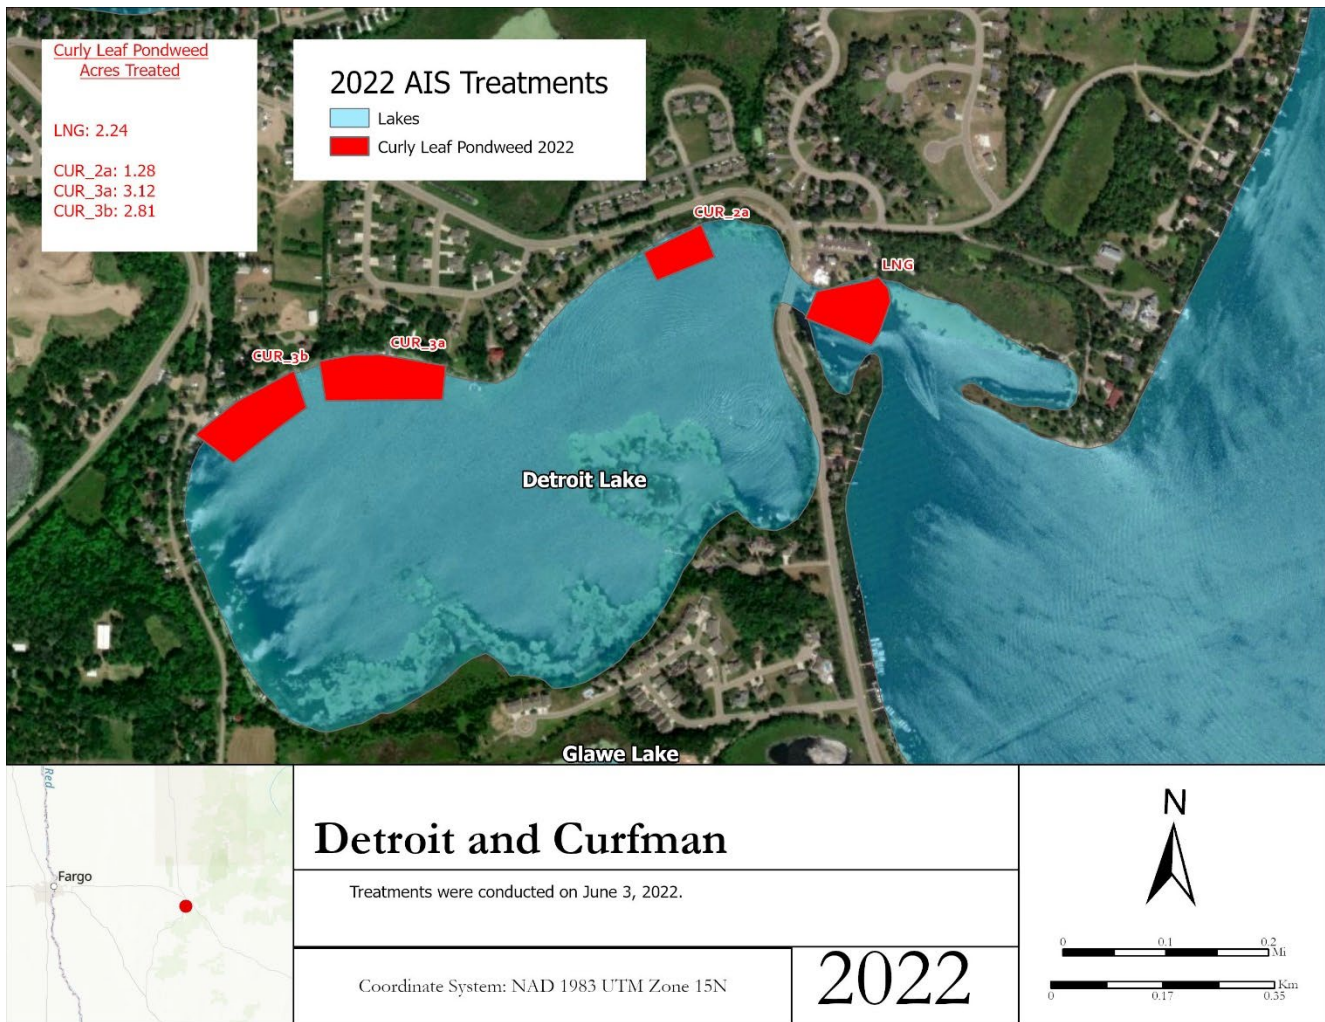 Curly Leaf Pondweed
Acres Treated
LNG: 2.24
CUR_2a: 1.28
CUR_3a: 3.12
CUR_3b: 2.81
2022 AIS Treatments
Lakes
Curly Leaf Pondweed 2022
CUR_2a
LNG
CUR_3b
CUR_3a
Detroit Lake
Glawe Lake
Red
Fargo
Detroit and Curfman
Treatments were conducted on June 3, 2022.
Coordinate System: NAD 1983 UTM Zone 15N
2022
N
0 0.1 0.2
Mi
Km
0 0.17 0.35